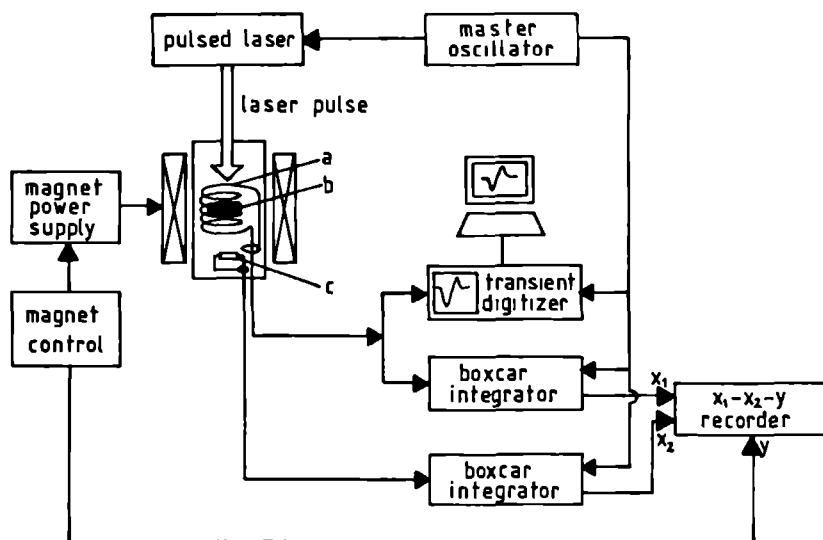 pulsed laser
master
oscillator
laser pulse
a
b
magnet
power
supply
c
transient
digitizer
magnet
control
boxcar
integrator
x₁
x₁-x₂-y
recorder
x₂
y
boxcar
integrator